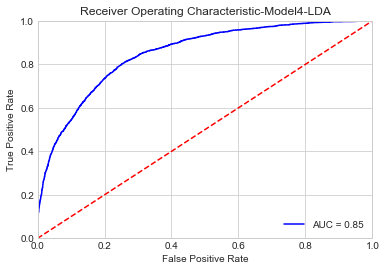 Receiver Operating Characteristic-Model4-LDA
1.0
0.8
0.6
0.4
0.2
0.0
True Positive Rate
AUC = 0.85
0.0 0.2 0.4 0.6 0.8 1.0
False Positive Rate